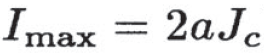 I_max = 2aJ_c